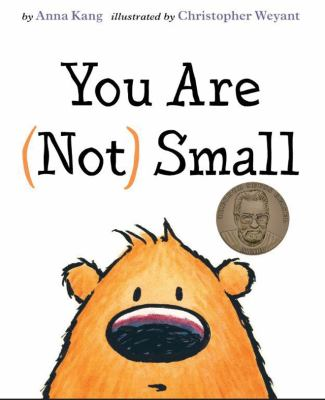 by Anna Kang illustrated by Christopher Weyant
You Are
(Not) Small